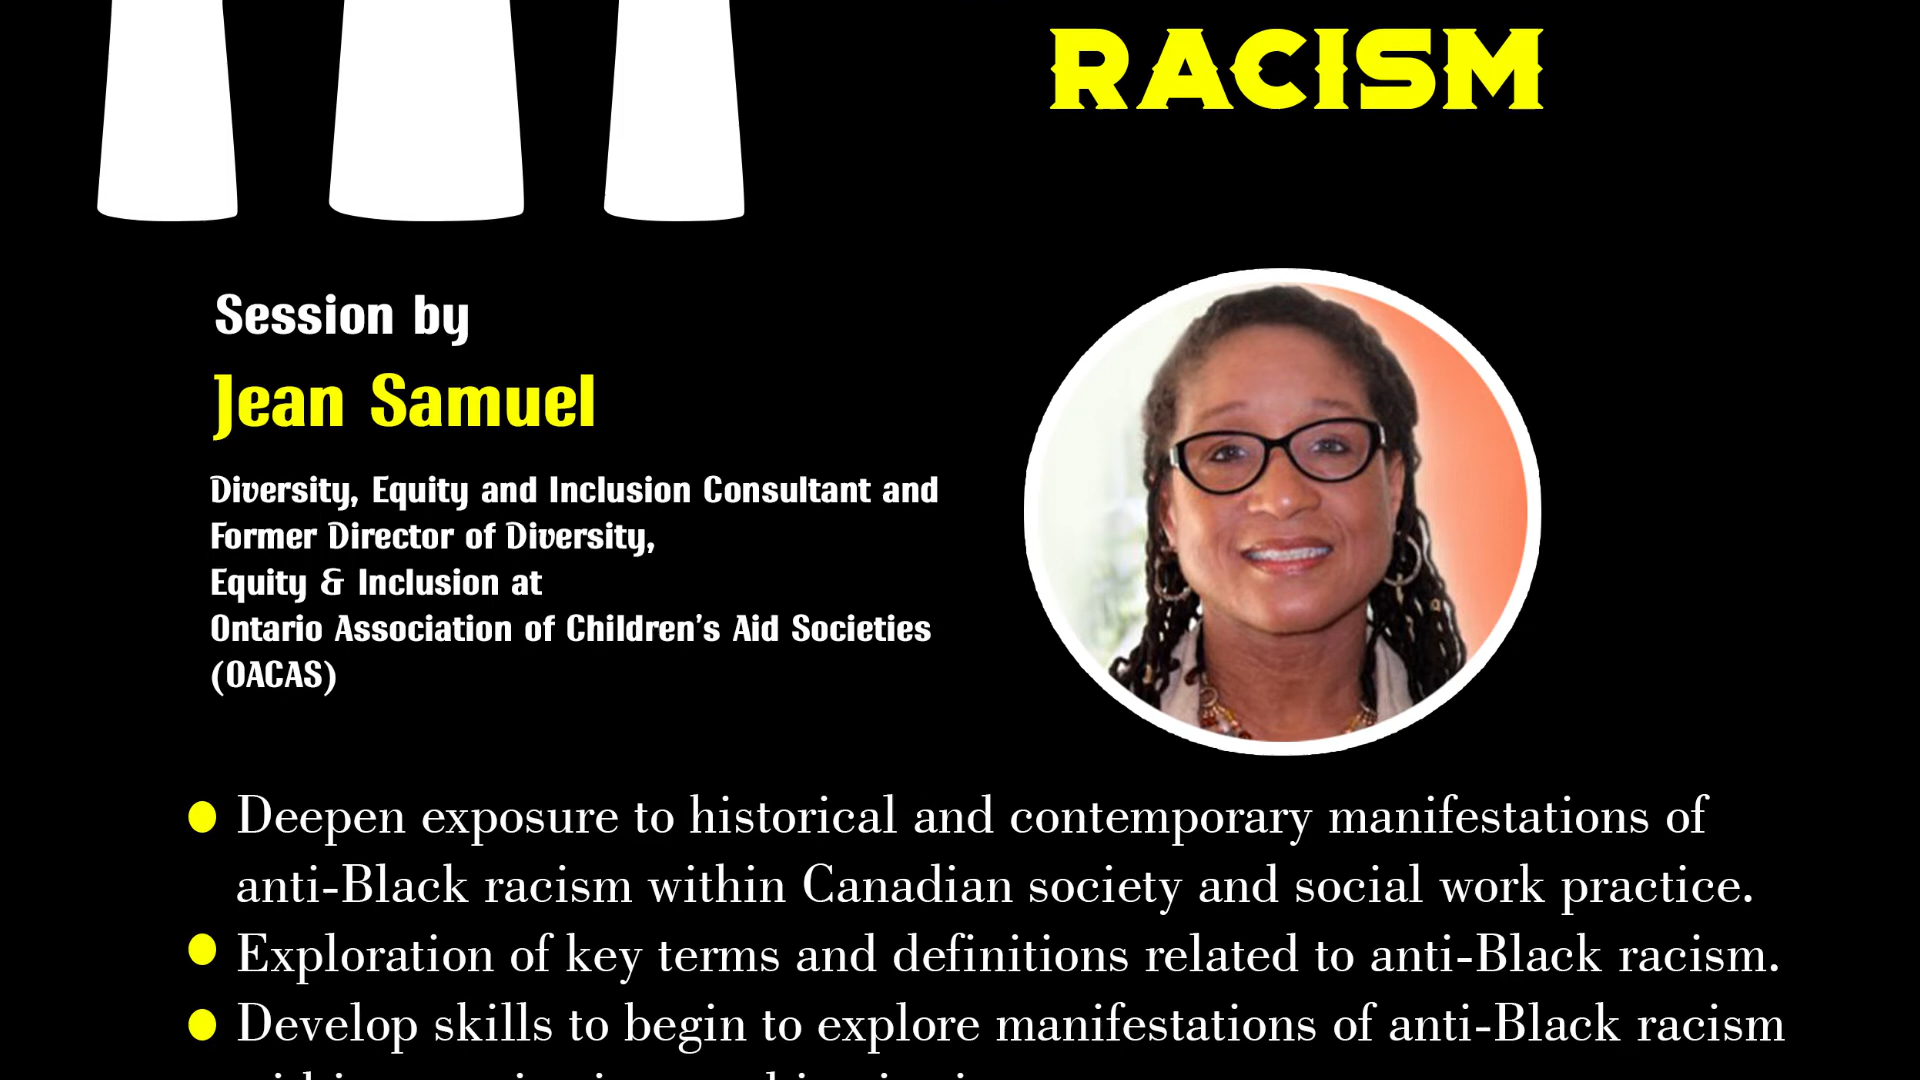 RACISM
Session by
Jean Samuel
Diversity, Equity and Inclusion Consultant and
Former Director of Diversity,
Equity & Inclusion at
Ontario Association of Children's Aid Societies
(OACAS)
Deepen exposure to historical and contemporary manifestations of
anti-Black racism within Canadian society and social work practice.
Exploration of key terms and definitions related to anti-Black racism.
Develop skills to begin to explore manifestations of anti-Black racism